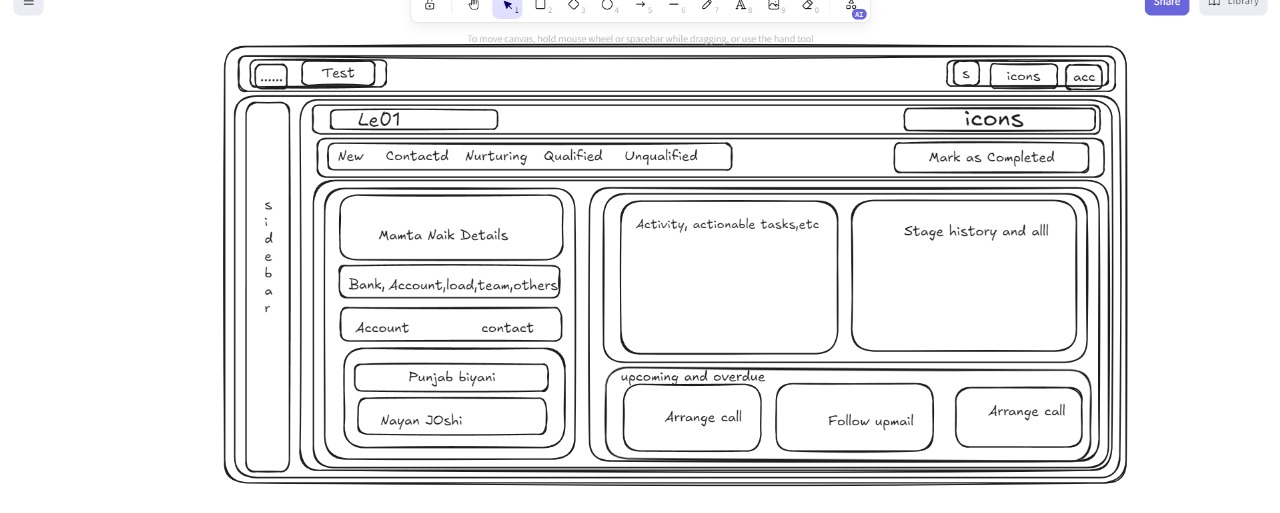 1
2
3
4
5
6
7
8
9
0
AI
Share
Library
To move canvas, hold mouse wheel or spacebar while dragging, or use the hand tool
......
Test
s
icons
acc
Le01
icons
New Contactd Nurturing Qualified Unqualified
Mark as Completed
s
i
d
e
b
a
r
Mamta Naik Details
Bank, Account,load,team,others
Account contact
Punjab biyani
Nayan JOshi
Activity, actionable tasks,etc
Stage history and alll
upcoming and overdue
Arrange call
Follow upmail
Arrange call